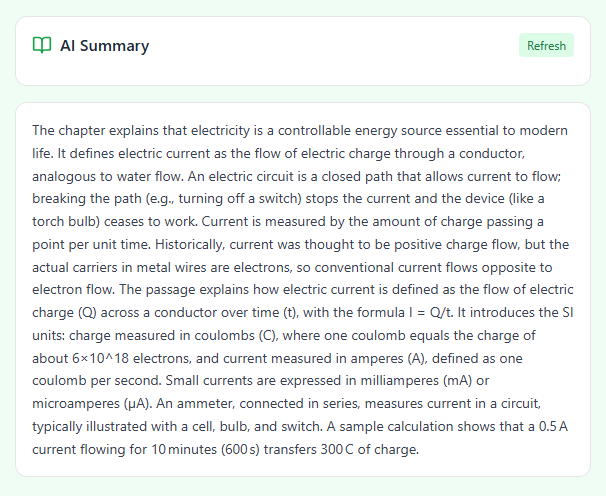 AI Summary
Refresh
The chapter explains that electricity is a controllable energy source essential to modern
life. It defines electric current as the flow of electric charge through a conductor,
analogous to water flow. An electric circuit is a closed path that allows current to flow;
breaking the path (e.g., turning off a switch) stops the current and the device (like a
torch bulb) ceases to work. Current is measured by the amount of charge passing a
point per unit time. Historically, current was thought to be positive charge flow, but the
actual carriers in metal wires are electrons, so conventional current flows opposite to
electron flow. The passage explains how electric current is defined as the flow of electric
charge (Q) across a conductor over time (t), with the formula I = Q/t. It introduces the SI
units: charge measured in coulombs (C), where one coulomb equals the charge of
about 6×10^18 electrons, and current measured in amperes (A), defined as one
coulomb per second. Small currents are expressed in milliamperes (mA) or
microamperes (μA). An ammeter, connected in series, measures current in a circuit,
typically illustrated with a cell, bulb, and switch. A sample calculation shows that a 0.5 A
current flowing for 10 minutes (600 s) transfers 300 C of charge.